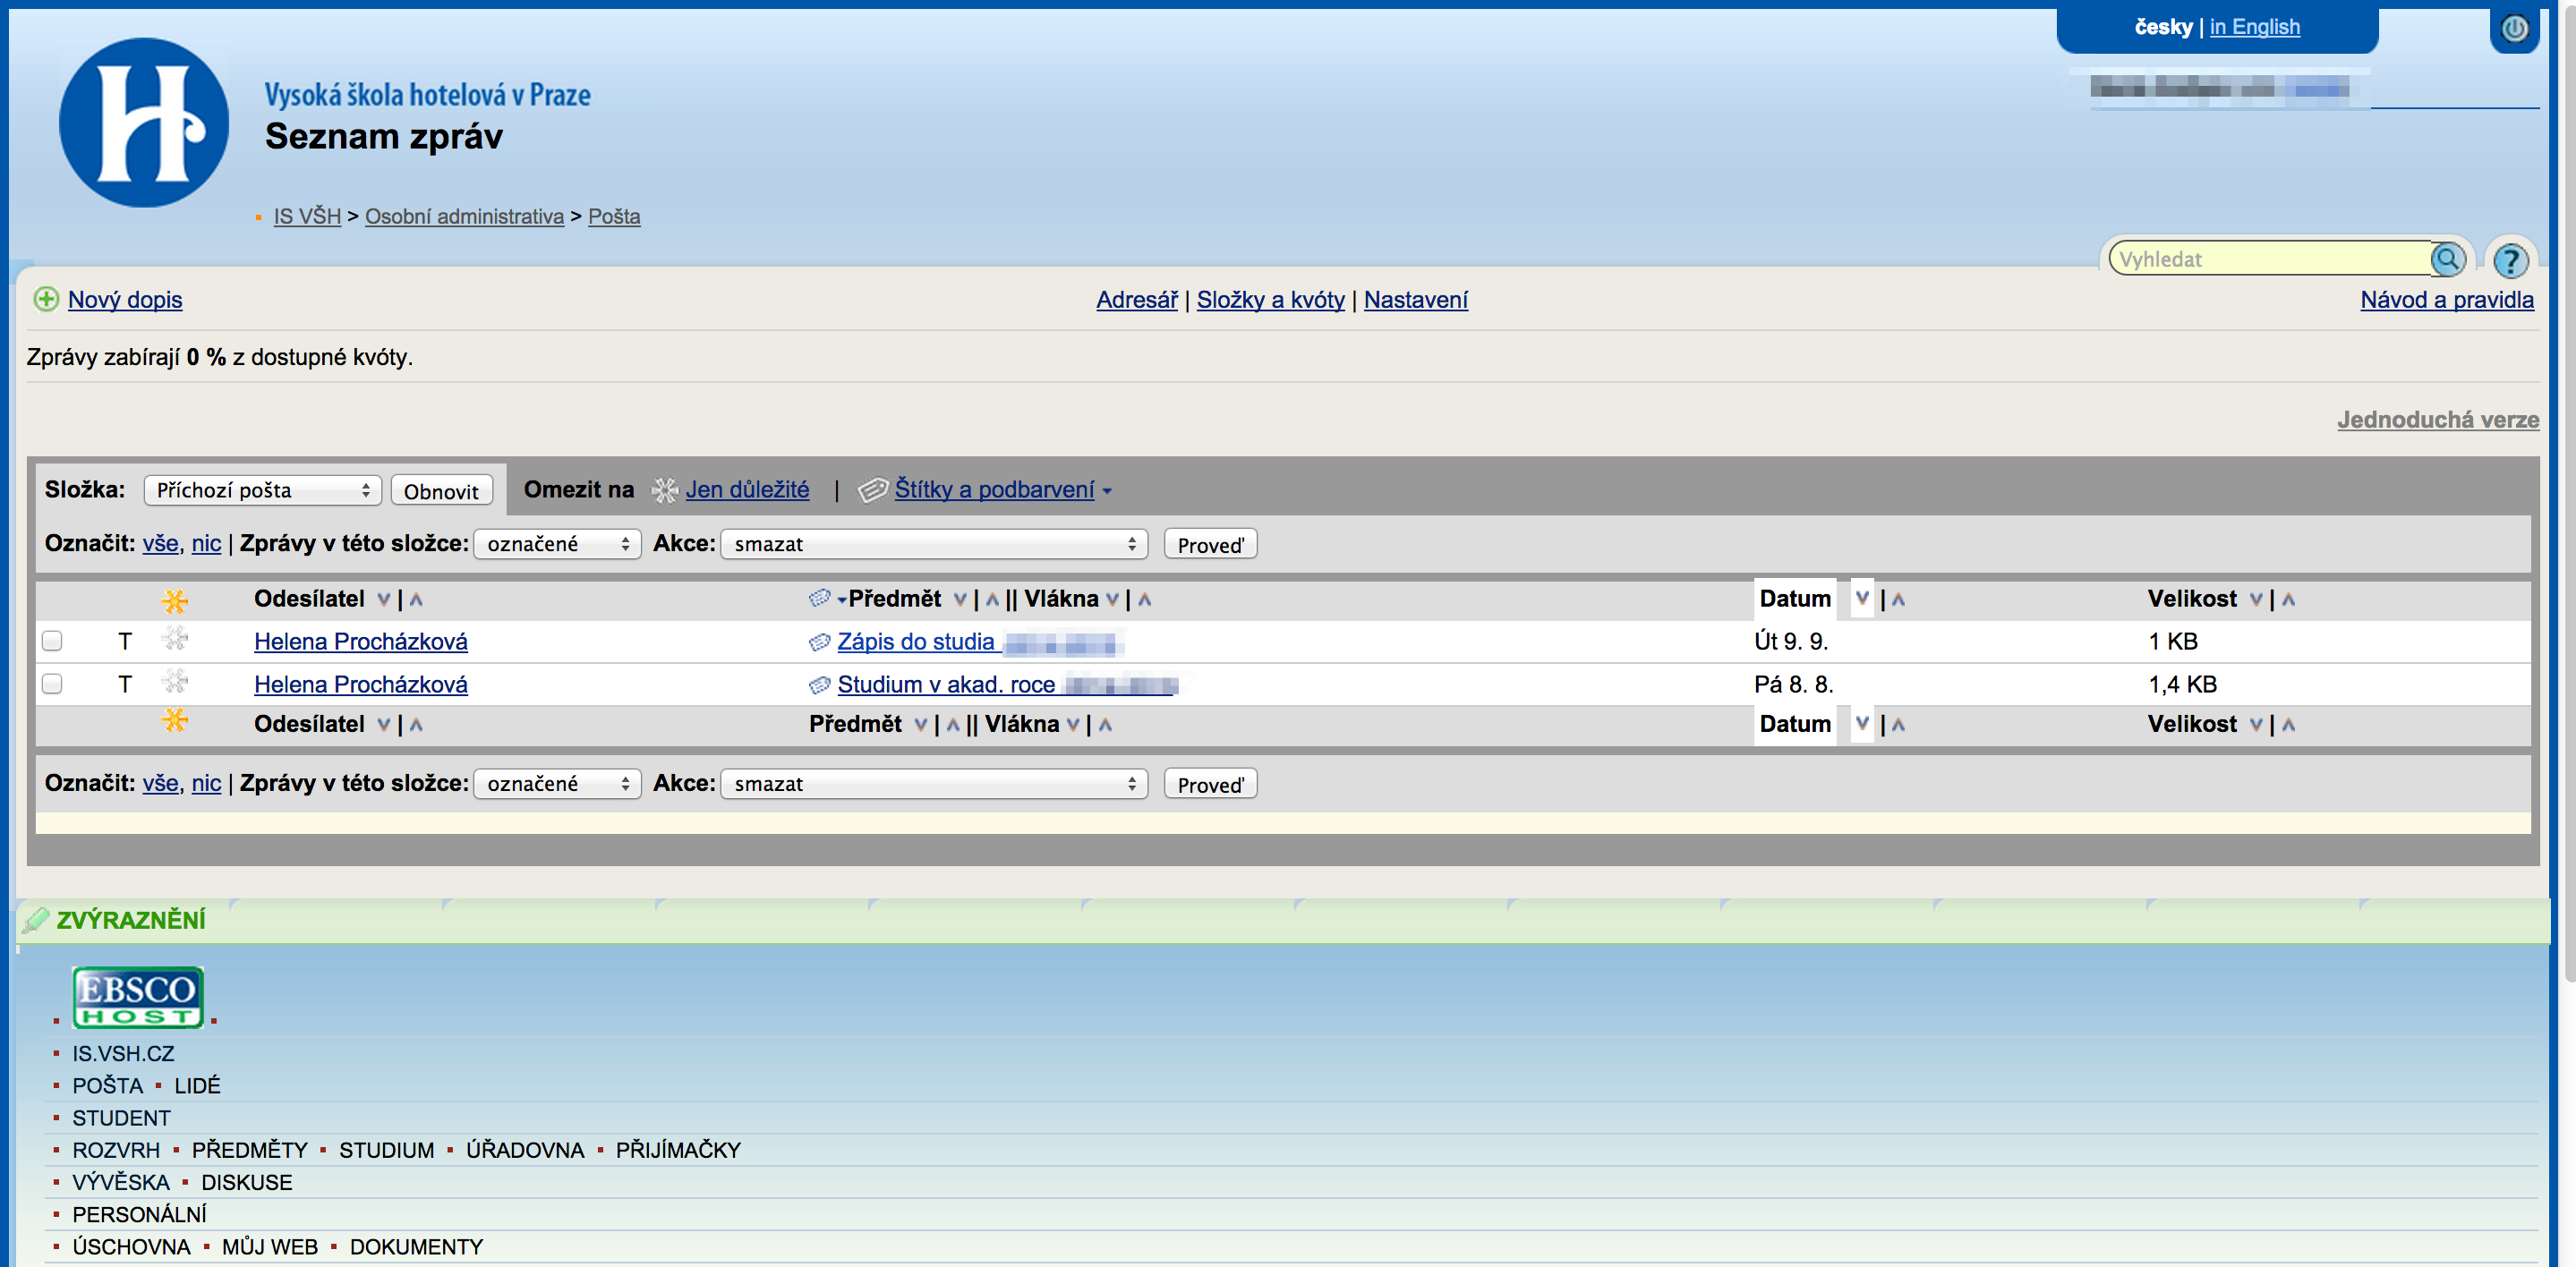 česky | in English
Vysoká škola hotelová v Praze
Seznam zpráv
IS VŠH > Osobní administrativa > Pošta
Vyhledat
?
Nový dopis
Adresář | Složky a kvóty | Nastavení
Návod a pravidla
Zprávy zabírají 0 % z dostupné kvóty.
Jednoduchá verze
Složka: Příchozí pošta Obnovit Omezit na Jen důležité | Štítky a podbarvení
Označit: vše, nic | Zprávy v této složce: označené Akce: smazat Proveď
Odesílatel | Předmět | || Vlákna | Datum | Velikost |
T Helena Procházková Zápis do studia Út 9. 9. 1 KB
T Helena Procházková Studium v akad. roce Pá 8. 8. 1,4 KB
Odesílatel | Předmět | || Vlákna | Datum | Velikost |
Označit: vše, nic | Zprávy v této složce: označené Akce: smazat Proveď
ZVÝRAZNĚNÍ
EBSCO
HOST
IS.VSH.CZ
POŠTA LIDÉ
STUDENT
ROZVRH PŘEDMĚTY STUDIUM ÚŘADOVNA PŘIJÍMAČKY
VÝVĚSKA DISKUSE
PERSONÁLNÍ
ÚSCHOVNA MŮJ WEB DOKUMENTY